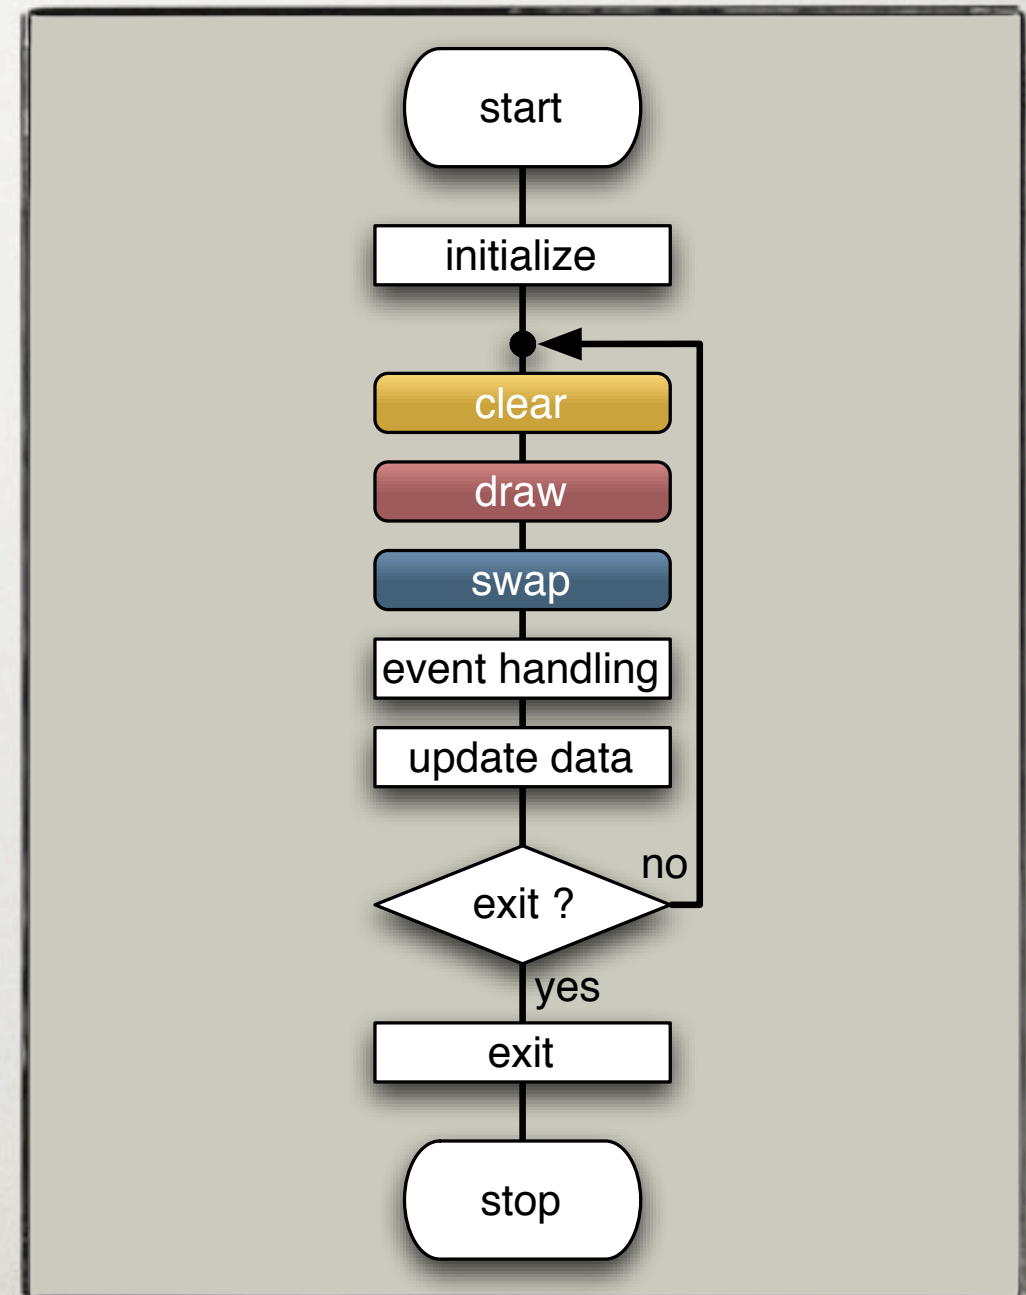 start
initialize
clear
draw
swap
event handling
update data
no
exit ?
yes
exit
stop